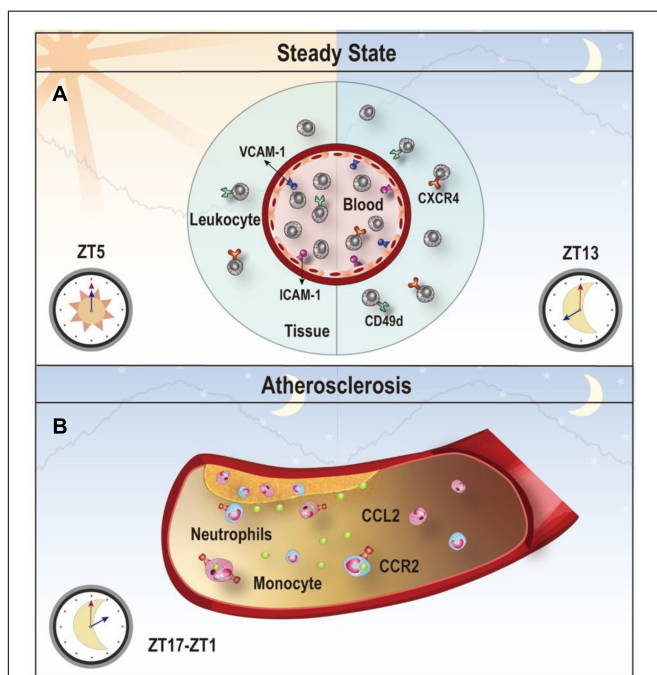 Steady State
A
VCAM-1
Leukocyte
Blood
CXCR4
ZT5
ZT13
ICAM-1
CD49d
Tissue
Atherosclerosis
B
CCL2
Neutrophils
CCR2
Monocyte
ZT17-ZT1